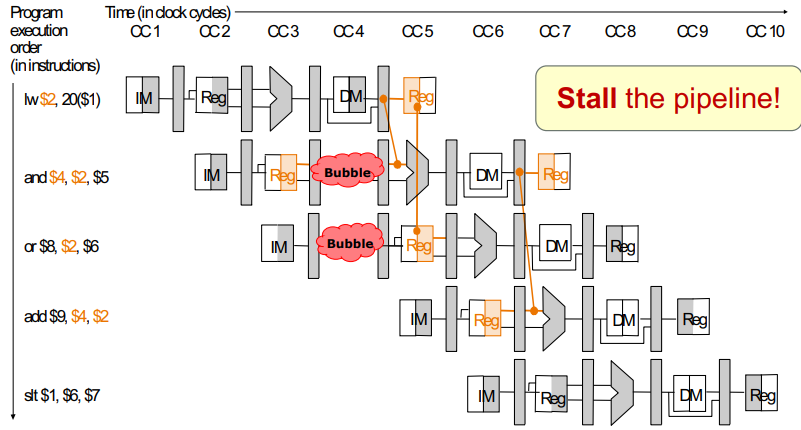 Program
execution
order
(in instructions)
Time (in clock cycles)
CC 1 CC 2 CC 3 CC 4 CC 5 CC 6 CC 7 CC 8 CC 9 CC 10
Stall the pipeline!
lw $2, 20($1) IM Reg DM Reg
and $4, $2, $5 IM Reg Bubble DM Reg
or $8, $2, $6 IM Bubble Reg DM Reg
add $9, $4, $2 IM Reg DM Reg
slt $1, $6, $7 IM Reg DM Reg